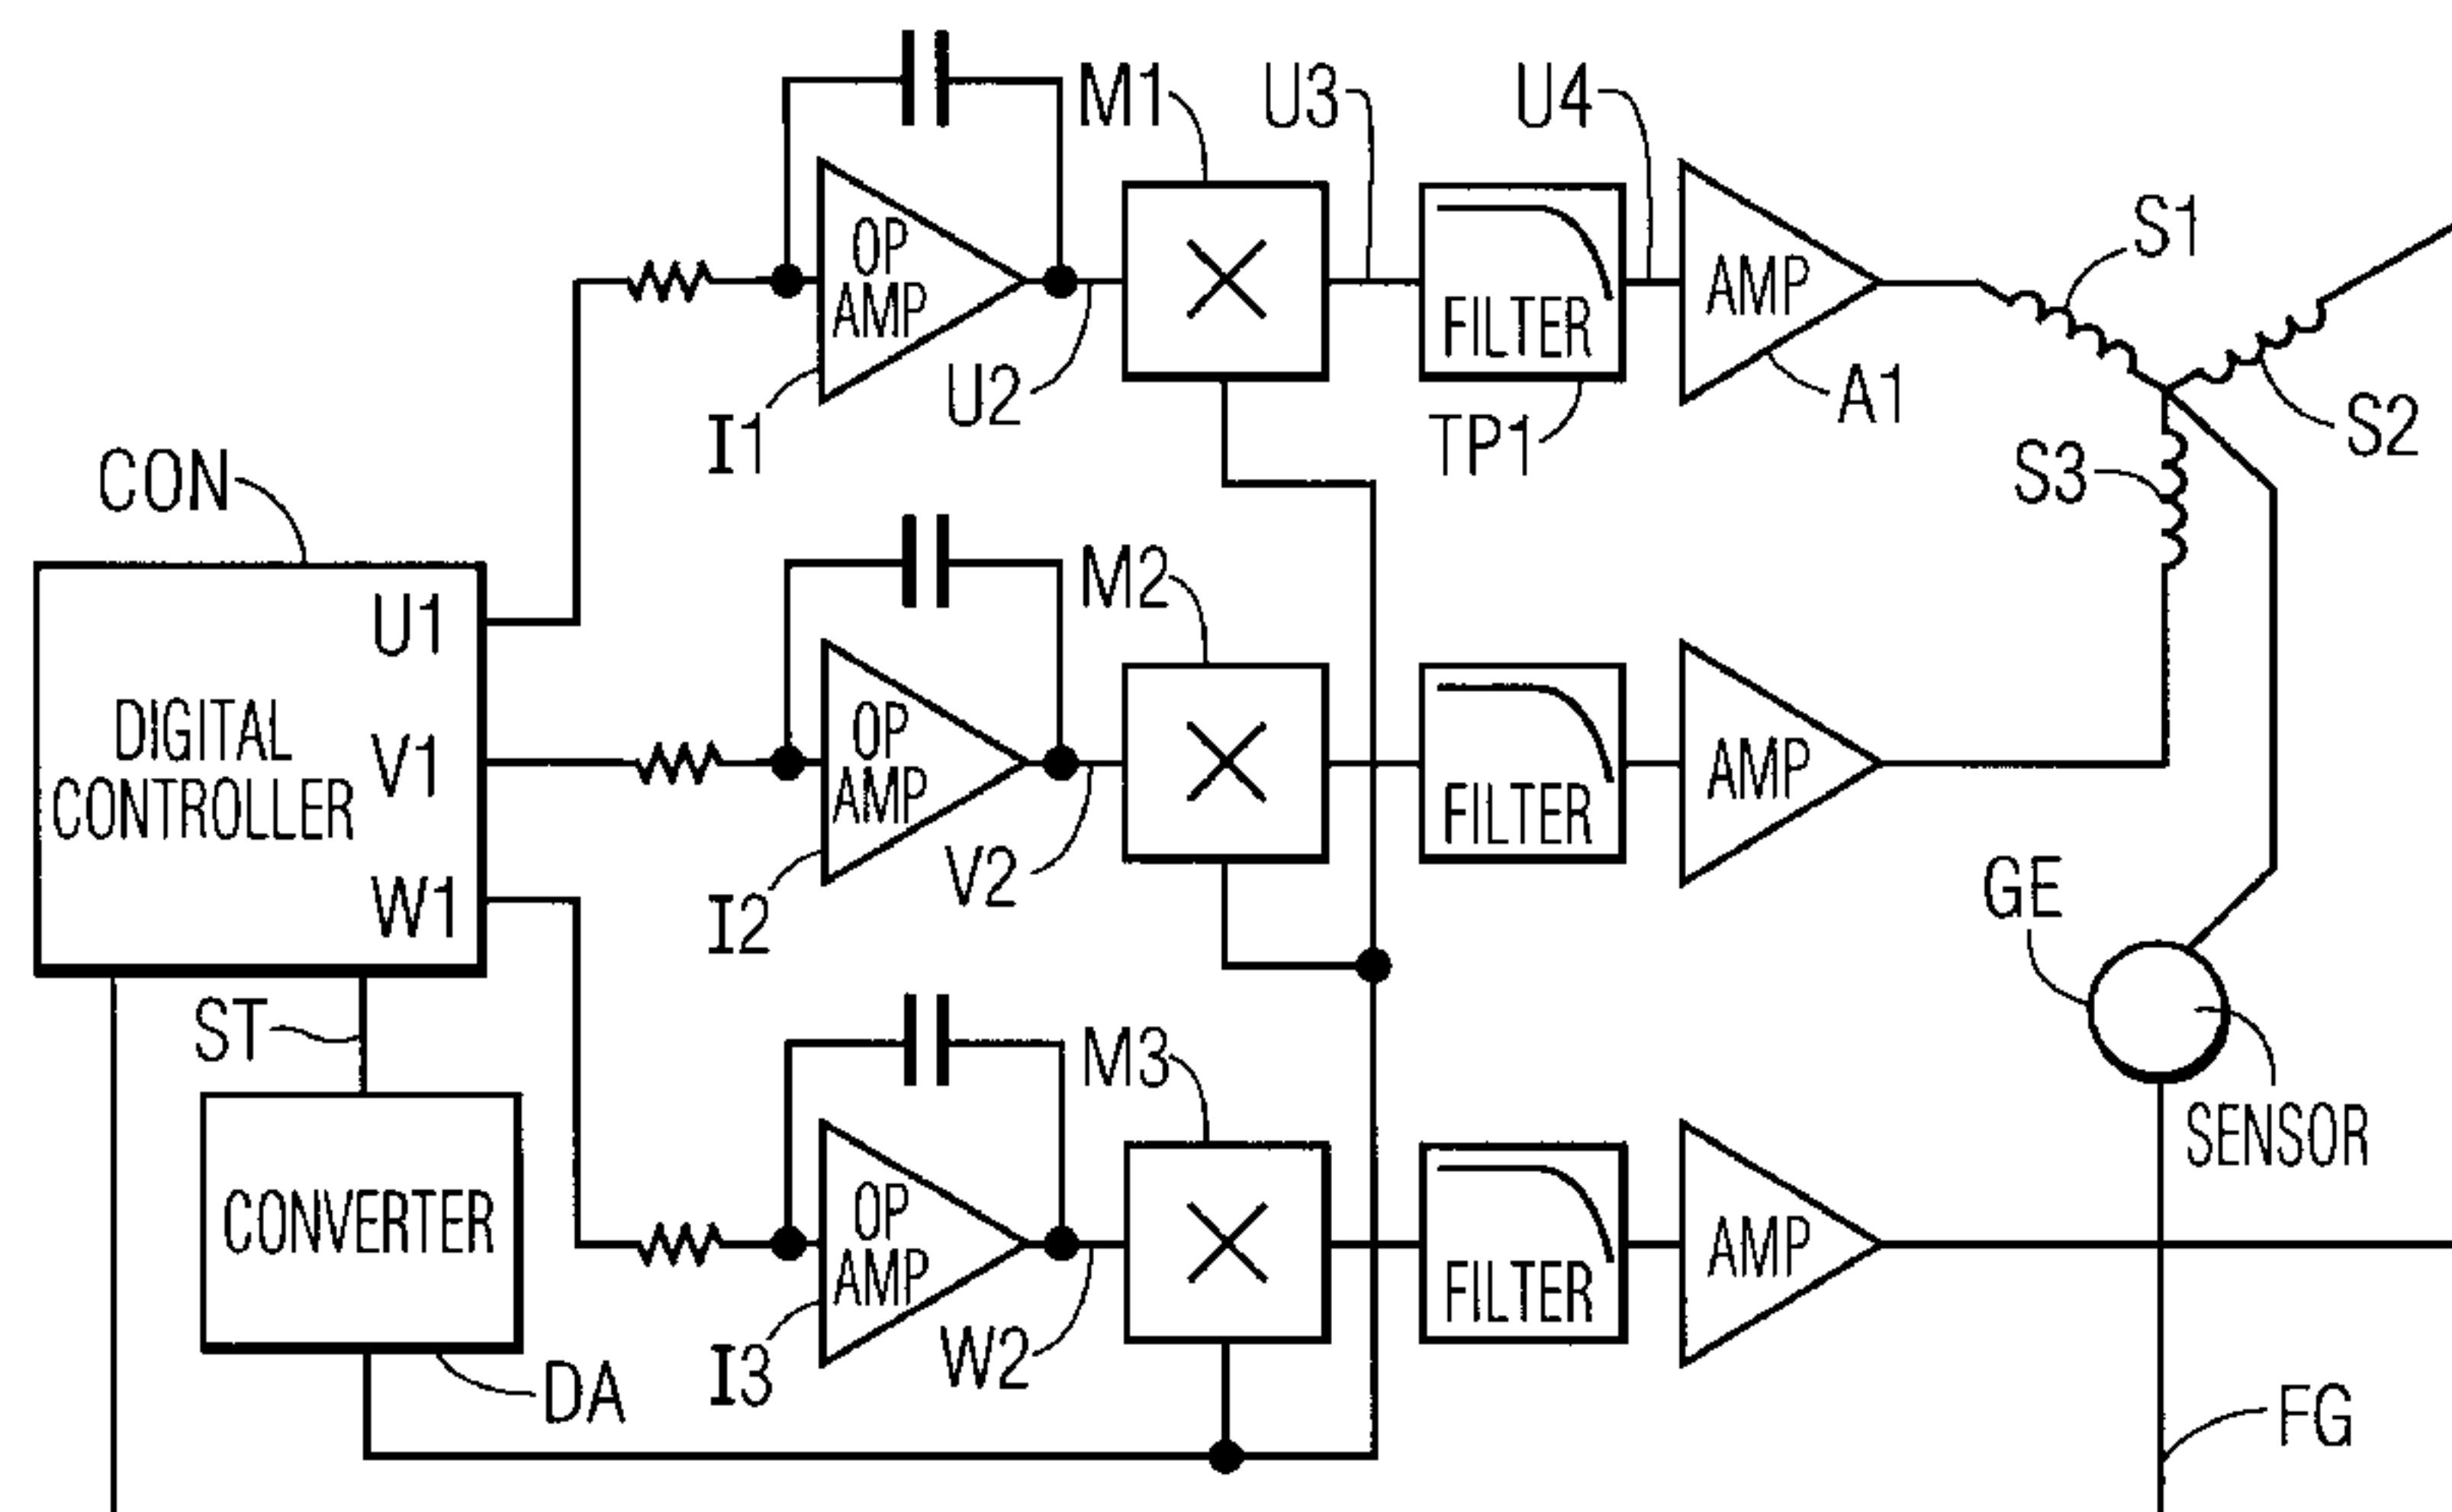 M1
U3
U4
OP
AMP
FILTER
AMP
S1
I1
U2
TP1
A1
S2
S3
CON
DIGITAL
CONTROLLER
U1
V1
W1
M2
OP
AMP
FILTER
AMP
I2
V2
GE
ST
M3
SENSOR
CONVERTER
OP
AMP
FILTER
AMP
I3
W2
DA
FG